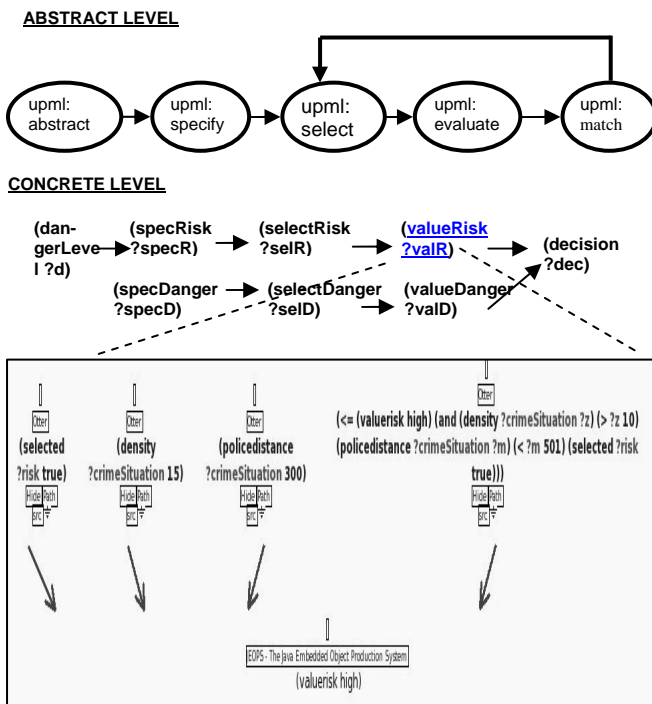 ABSTRACT LEVEL
upml:
abstract
upml:
specify
upml:
select
upml:
evaluate
upml:
match
CONCRETE LEVEL
(dan-
gerLeve
l ?d)
(specRisk
?specR)
(selectRisk
?selR)
(valueRisk
?valR)
(decision
?dec)
(specDanger
?specD)
(selectDanger
?selD)
(valueDanger
?valD)
Otter
(selected
?risk true)
Hide Path
src
Otter
(density
?crimeSituation 15)
Hide Path
src
Otter
(policedistance
?crimeSituation 300)
Hide Path
src
Otter
(<= (valuerisk high) (and (density ?crimeSituation ?z) (> ?z 10)
(policedistance ?crimeSituation ?m) (< ?m 501) (selected ?risk
true)))
Hide Path
src
JEOPS - The Java Embedded Object Production System
(valuerisk high)